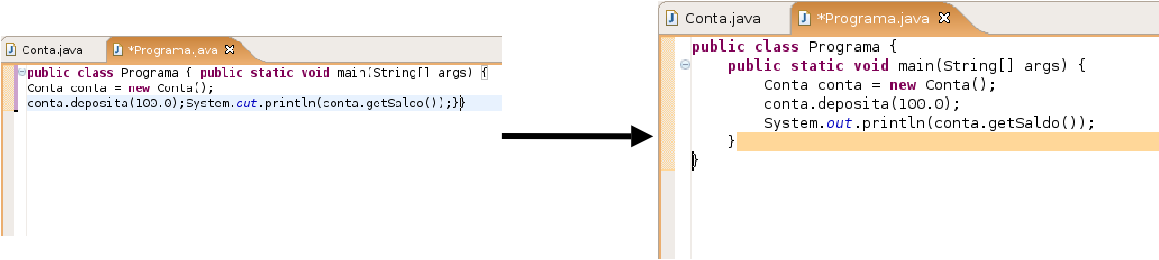 Conta.java *Programa.java
public class Programa { public static void main(String[] args) {
Conta conta = new Conta();
conta.deposita(100.0);System.out.println(conta.getSaldo());}}
Conta.java *Programa.java
public class Programa {
    public static void main(String[] args) {
        Conta conta = new Conta();
        conta.deposita(100.0);
        System.out.println(conta.getSaldo());
    }
}